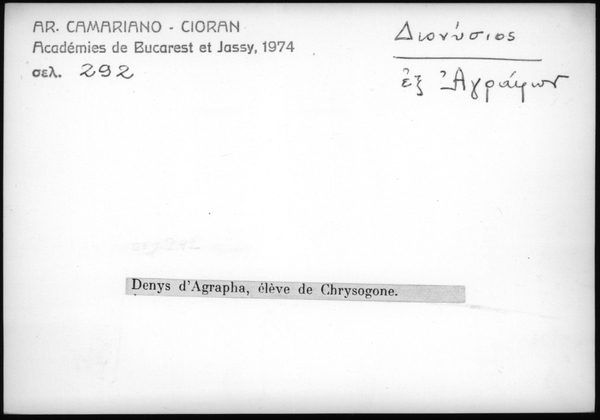 AR. CAMARIANO - CIORAN
Académies de Bucarest et Jassy, 1974
σελ. 292
Διονύσιος
ἐξ Ἀγράφων
Denys d'Agrapha, élève de Chrysogone.